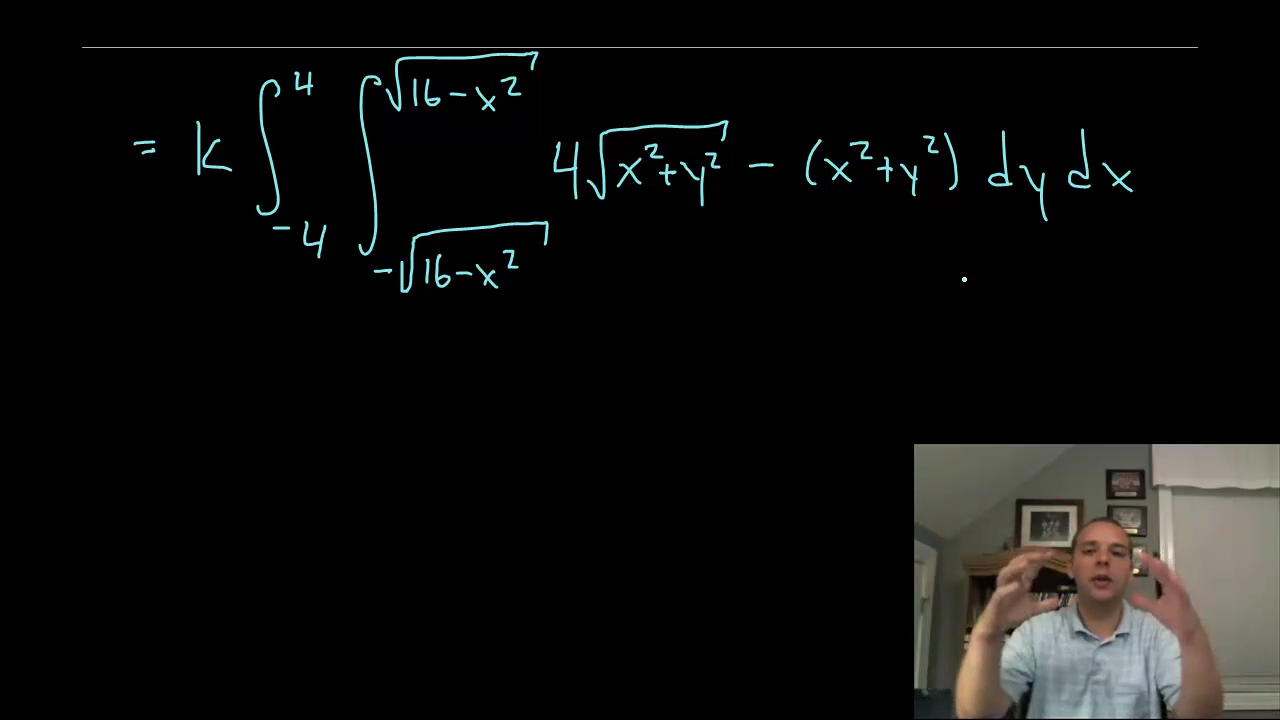 = k ∫_{-4}^{4} ∫_{-√(16-x²)}^{√(16-x²)} 4√(x²+y²) - (x²+y²) dy dx